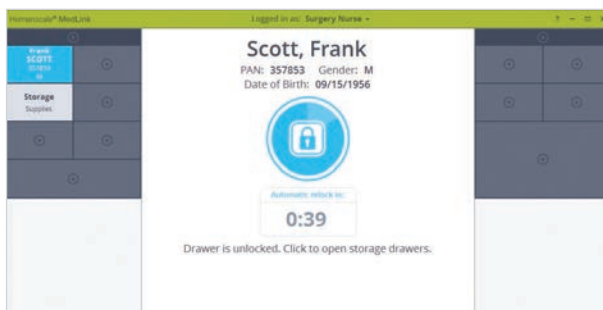 Humanscale® MedLink
Logged in as: Surgery Nurse
? –
Frank
SCOTT
357853
M
Storage
Supplies
Scott, Frank
PAN: 357853 Gender: M
Date of Birth: 09/15/1956
Automatic relock in:
0:39
Drawer is unlocked. Click to open storage drawers.